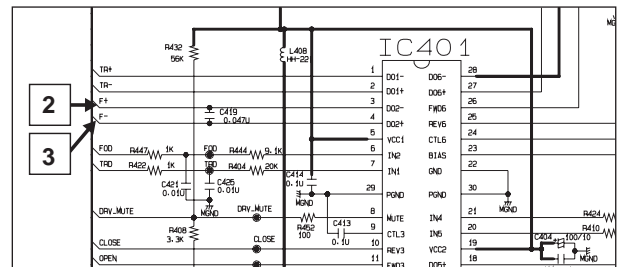 IC401
MG
R432
56K
L408
HH-22
TR+
1
DO1-
DO6-
28
TR-
2
DO1+
DO6+
27
2
F+
C419
0.047U
3
DO2-
FWD6
26
3
F-
4
DO2+
REV6
25
5
VCC1
CTL6
24
FOD
R447
1K
FOD
R444
9.1K
6
IN2
BIAS
23
TRD
R422
1K
TRD
R404
20K
7
IN1
GND
22
C421
0.01U
C425
0.01U
C414
0.1U
MGND
29
PGND
PGND
30
MGND
MGND
DRV_MUTE
DRV_MUTE
R452
100
8
MUTE
IN4
21
R424
R408
3.3K
C413
0.1U
9
CTL3
IN5
20
R410
CLOSE
CLOSE
10
REV3
VCC2
19
C404
100/10
MGND
OPEN
11
FWD3
DO5+
18